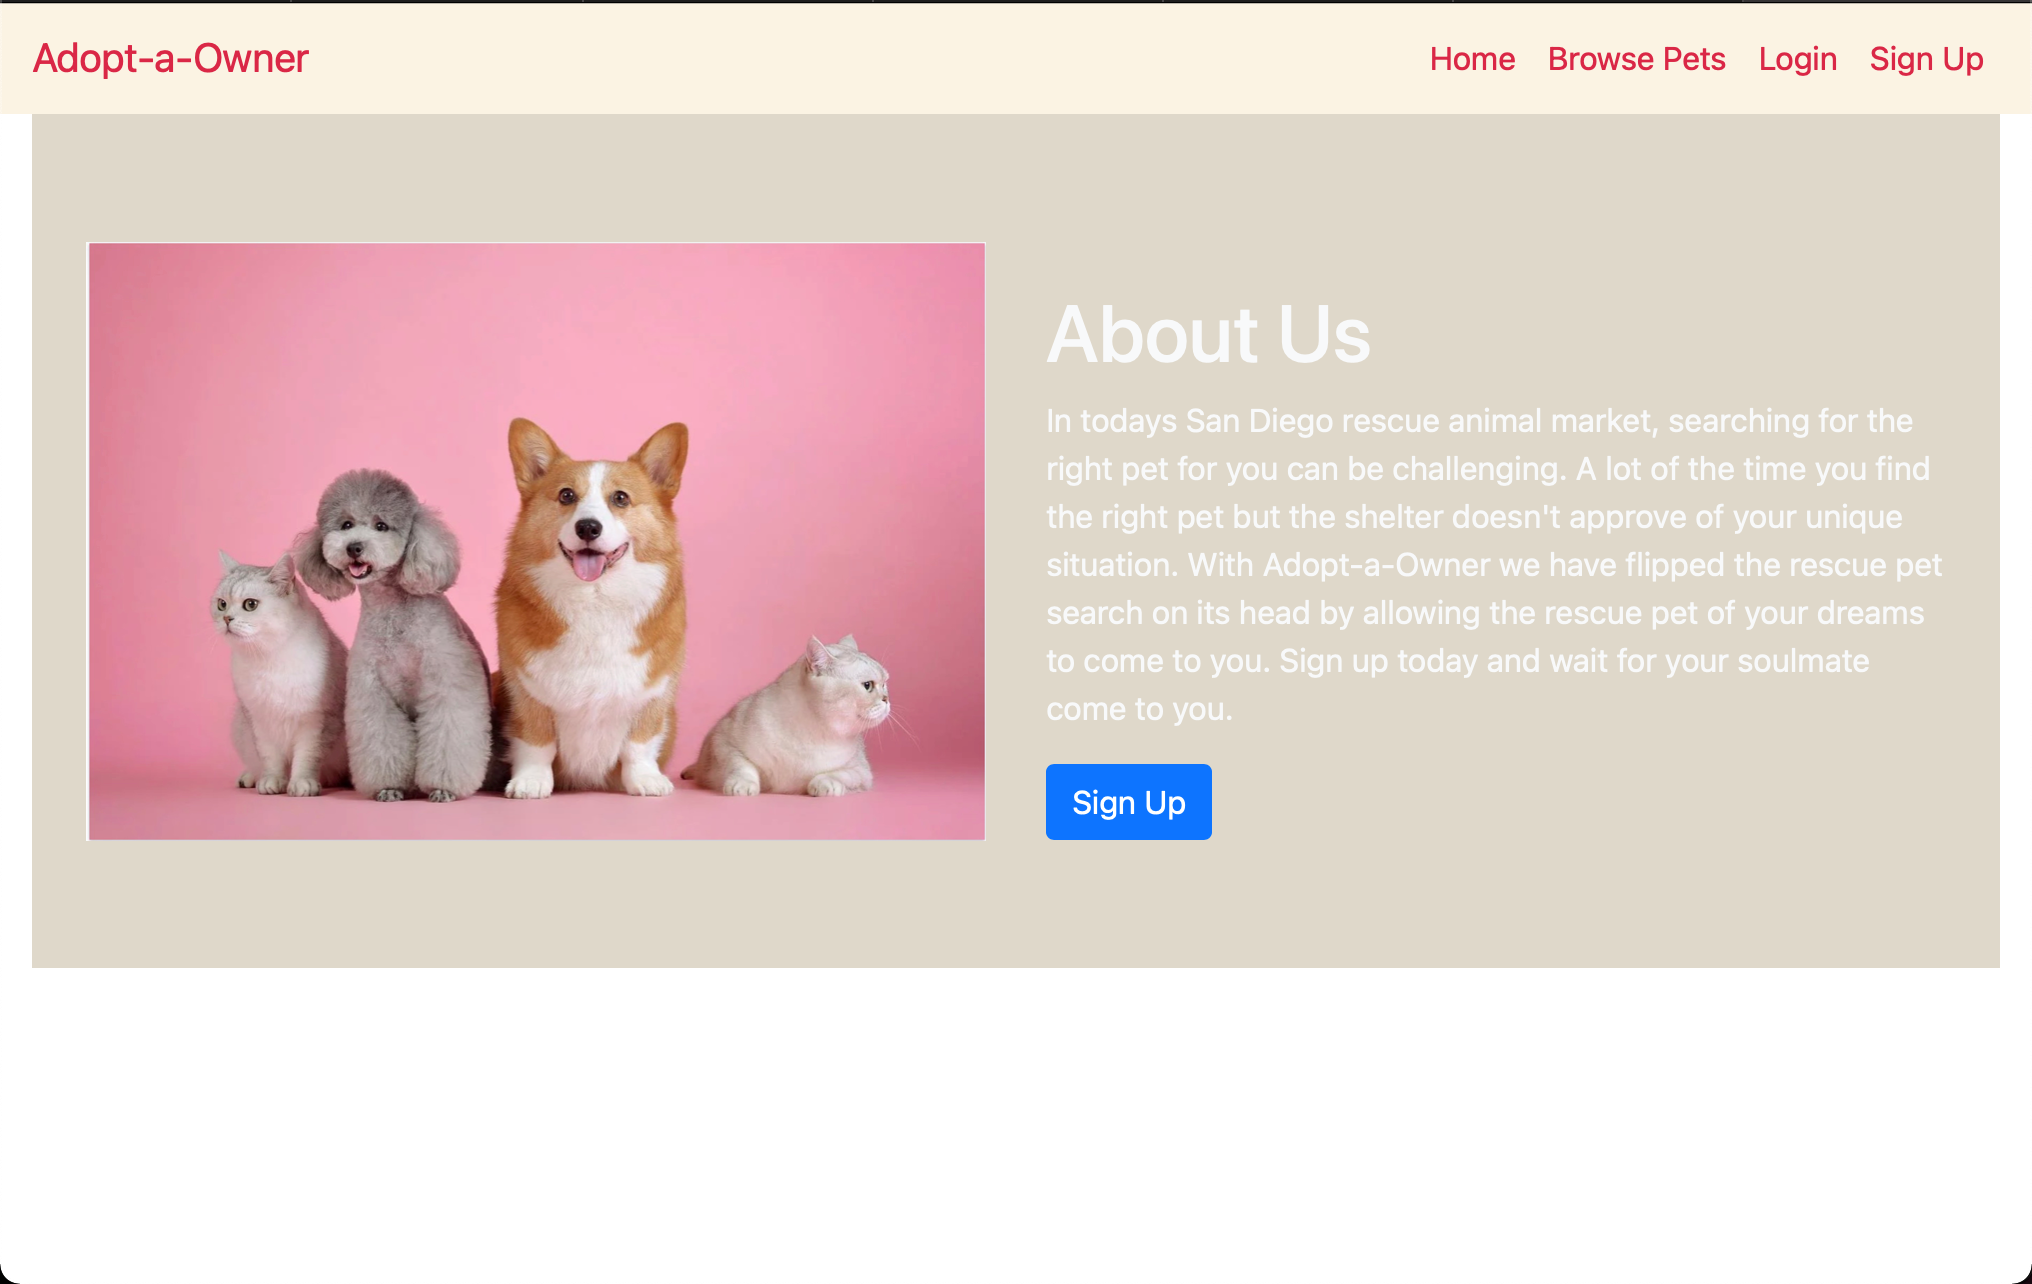 Adopt-a-Owner
Home Browse Pets Login Sign Up
About Us
In todays San Diego rescue animal market, searching for the
right pet for you can be challenging. A lot of the time you find
the right pet but the shelter doesn't approve of your unique
situation. With Adopt-a-Owner we have flipped the rescue pet
search on its head by allowing the rescue pet of your dreams
to come to you. Sign up today and wait for your soulmate
come to you.
Sign Up